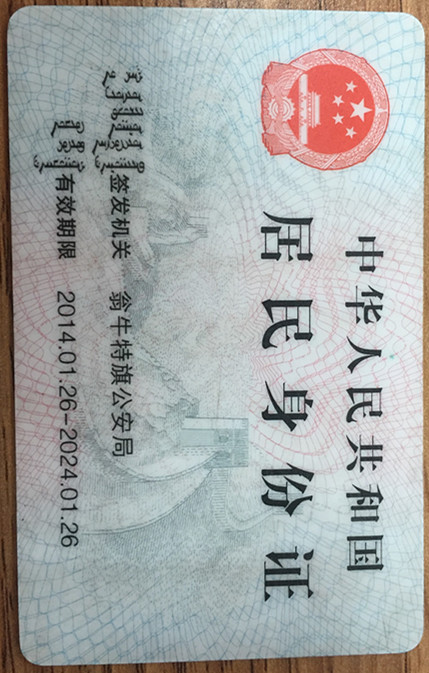 中华人民共和国
居民身份证
签发机关 翁牛特旗公安局
有效期限 2014.01.26-2024.01.26